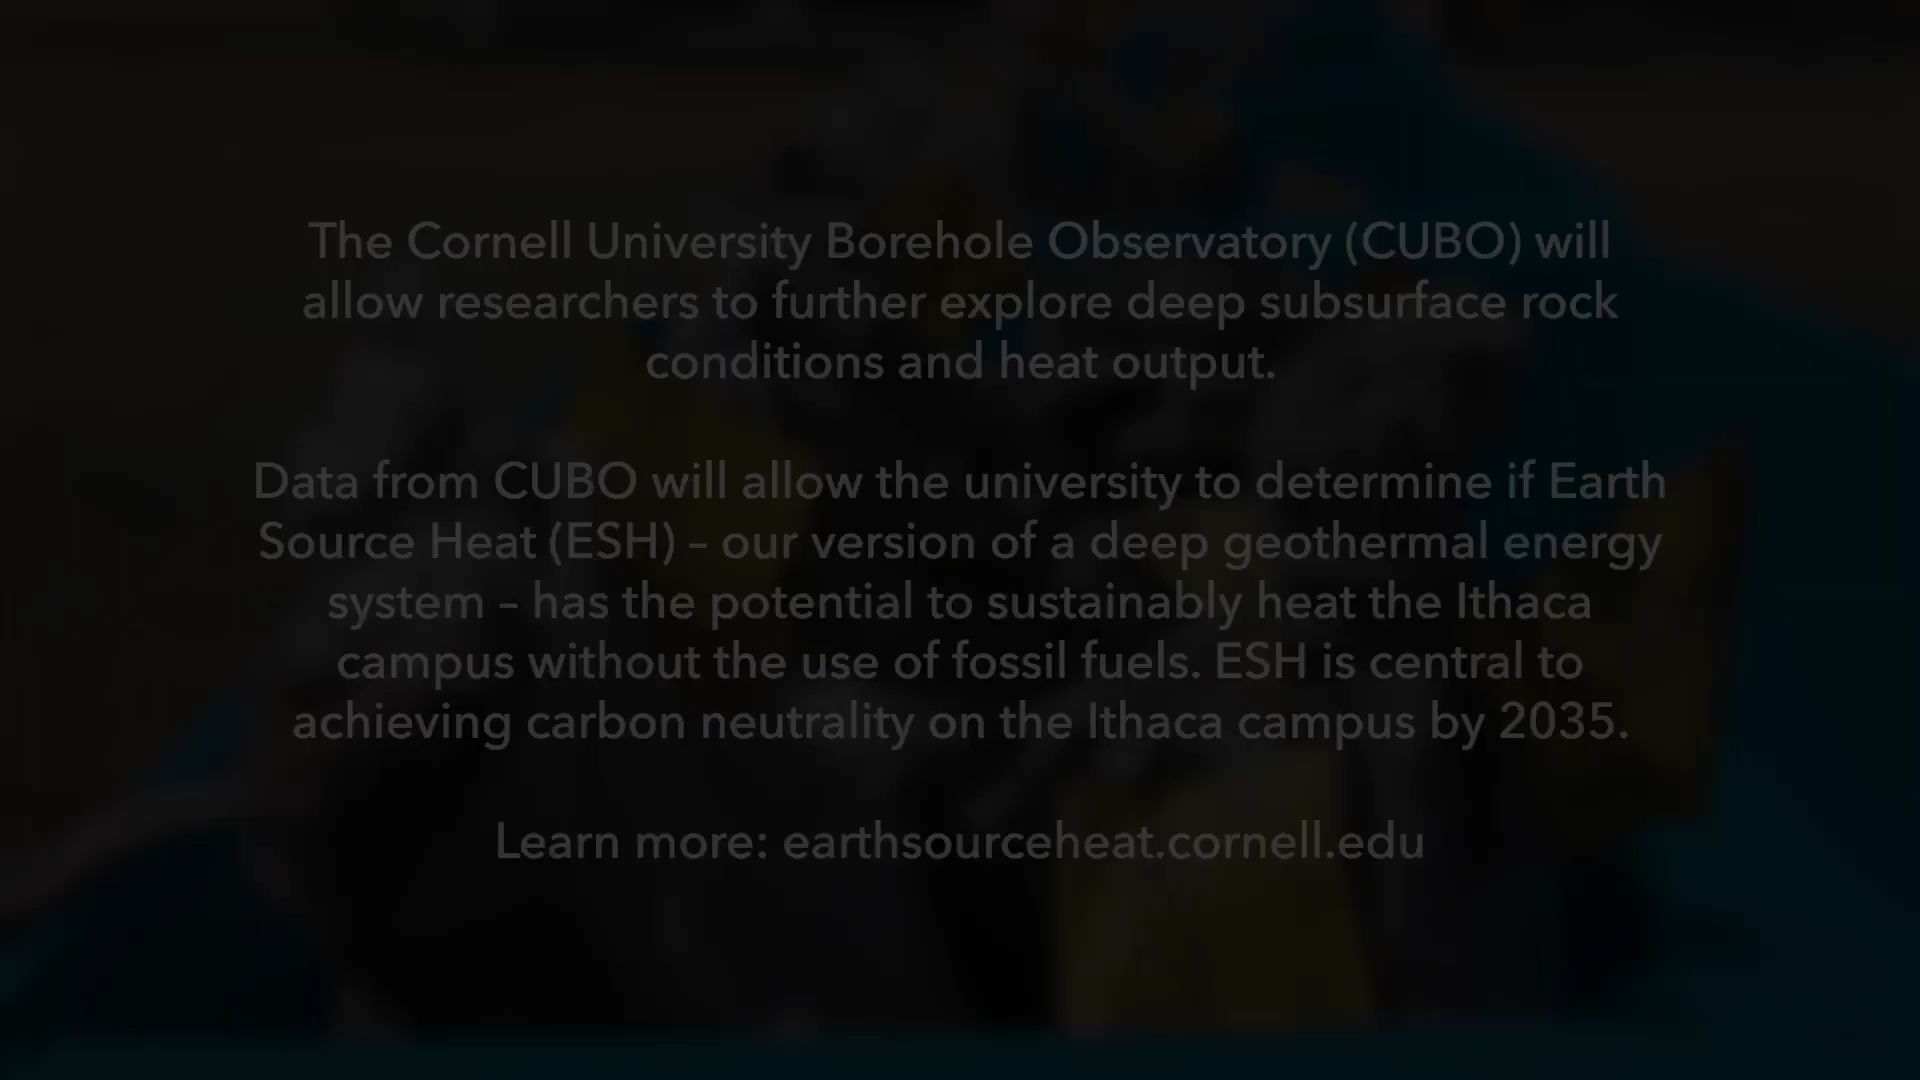 The Cornell University Borehole Observatory (CUBO) will
allow researchers to further explore deep subsurface rock
conditions and heat output.
Data from CUBO will allow the university to determine if Earth
Source Heat (ESH) – our version of a deep geothermal energy
system – has the potential to sustainably heat the Ithaca
campus without the use of fossil fuels. ESH is central to
achieving carbon neutrality on the Ithaca campus by 2035.
Learn more: earthsourceheat.cornell.edu